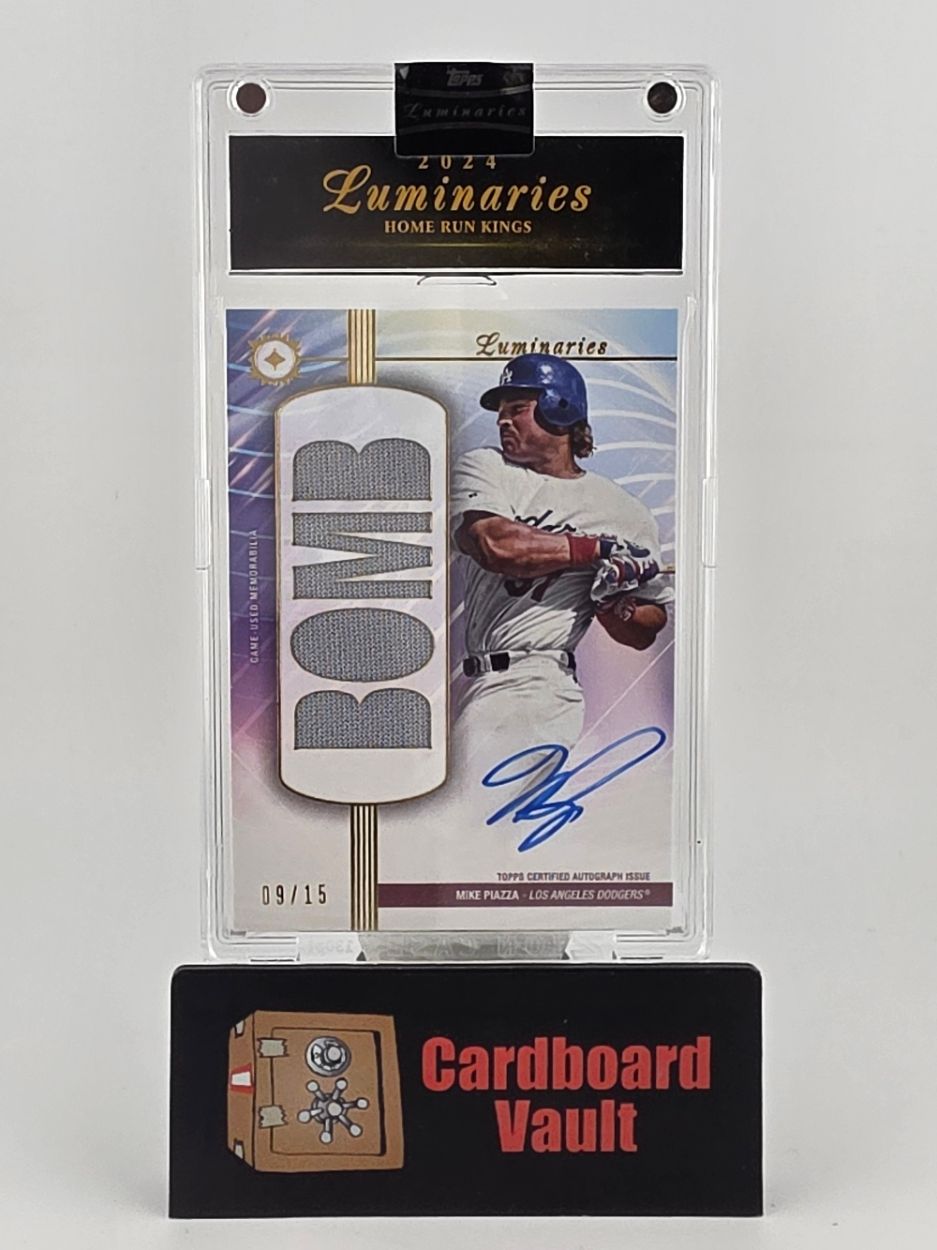 Topps
Luminaries
2024
Luminaries
HOME RUN KINGS
Luminaries
GAME-USED MEMORABILIA
BOMB
TOPPS CERTIFIED AUTOGRAPH ISSUE
MIKE PIAZZA - LOS ANGELES DODGERS®
09/15
Cardboard
Vault